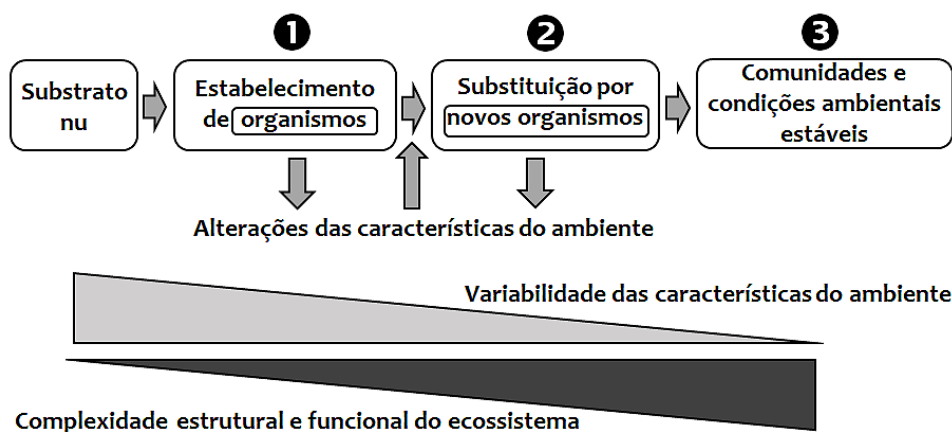 1
2
3
Substrato
nu
Estabelecimento
de organismos
Substituição por
novos organismos
Comunidades e
condições ambientais
estáveis
Alterações das características do ambiente
Variabilidade das características do ambiente
Complexidade estrutural e funcional do ecossistema